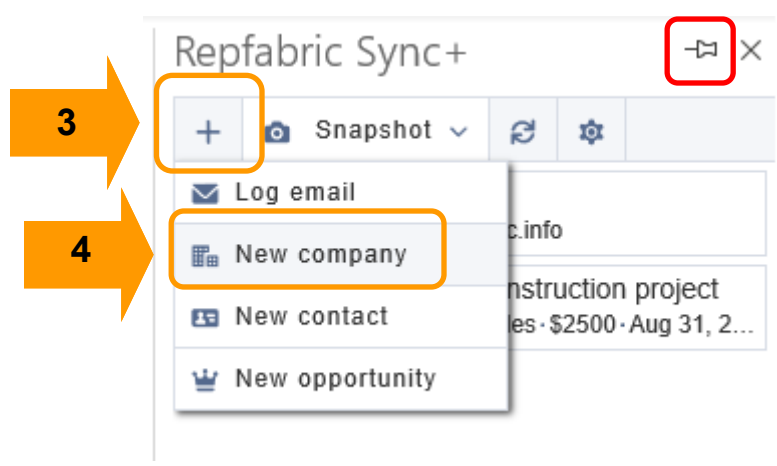 Repfabric Sync+
3
Snapshot
Log email
c.info
4
New company
nstruction project
New contact
les · $2500 · Aug 31, 2...
New opportunity